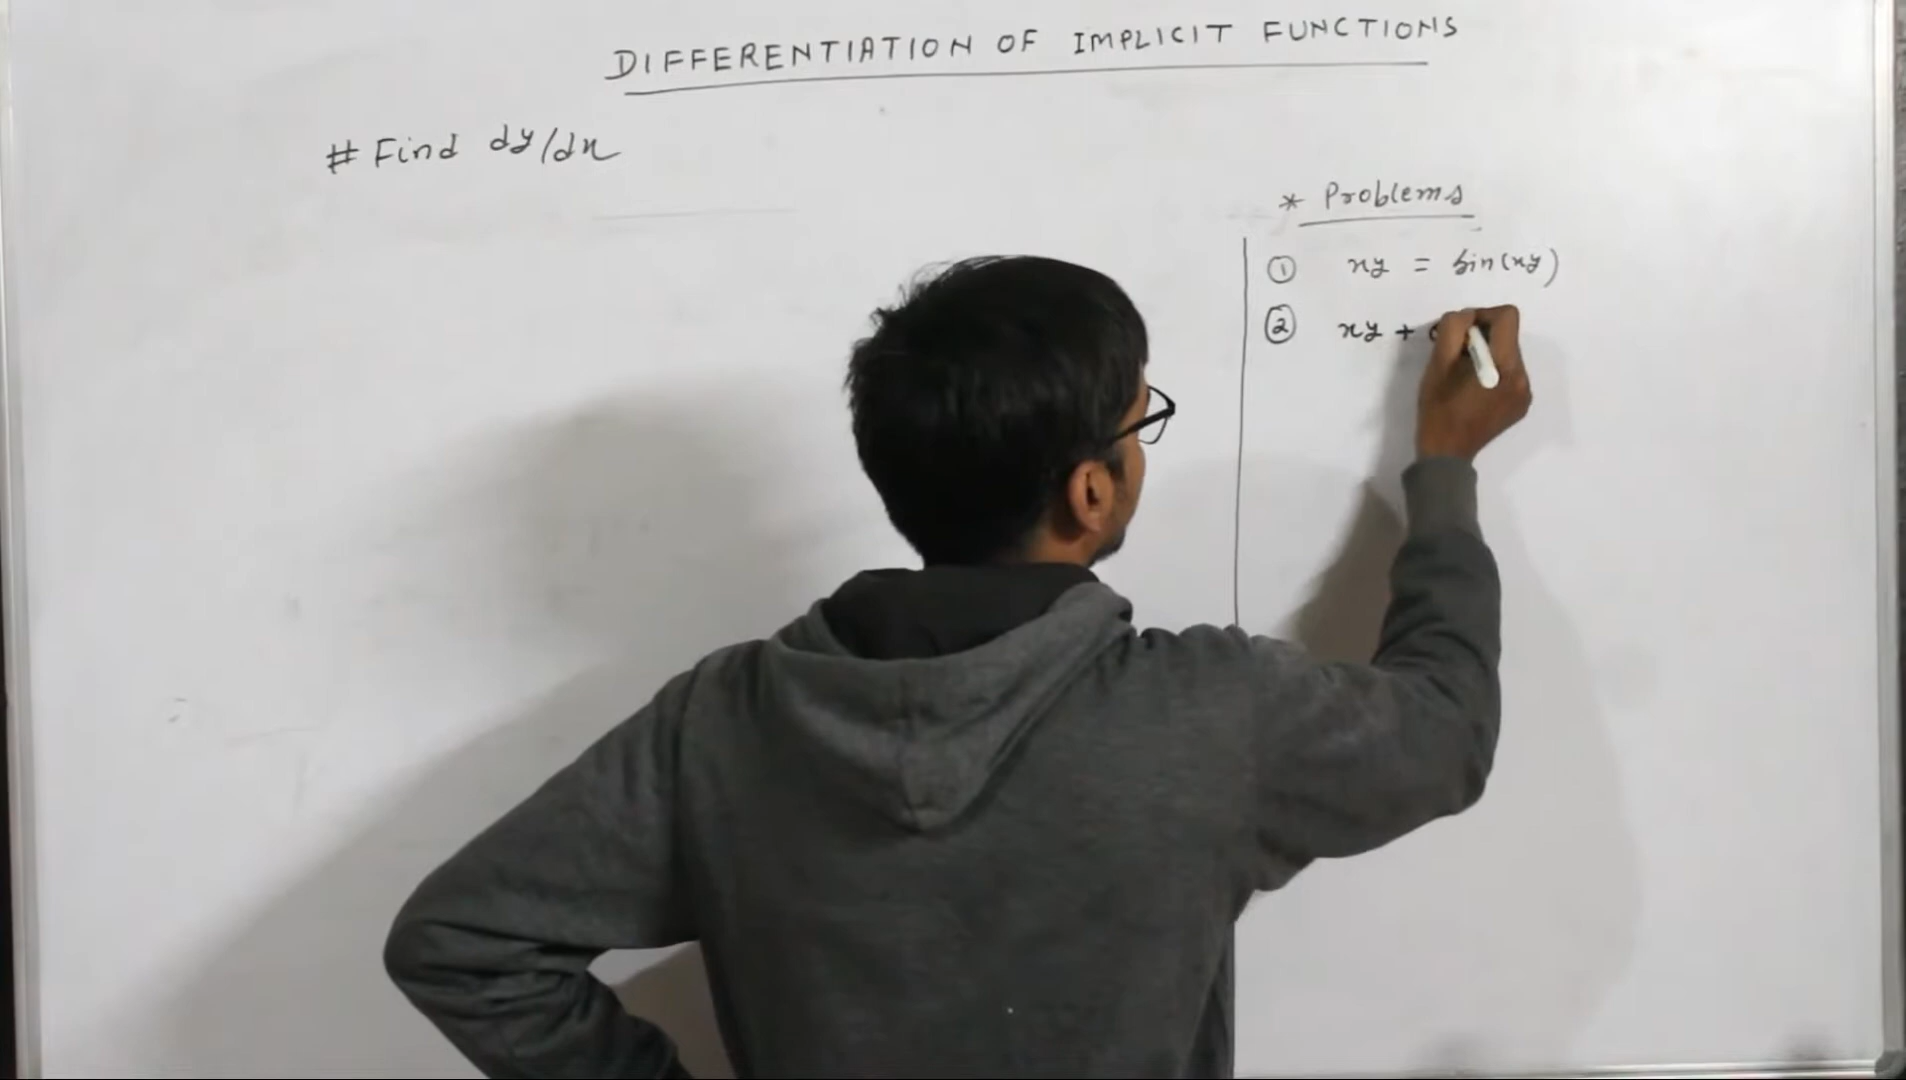 DIFFERENTIATION OF IMPLICIT FUNCTIONS
# Find dy/dx
* Problems
① xy = sin(xy)
② xy +